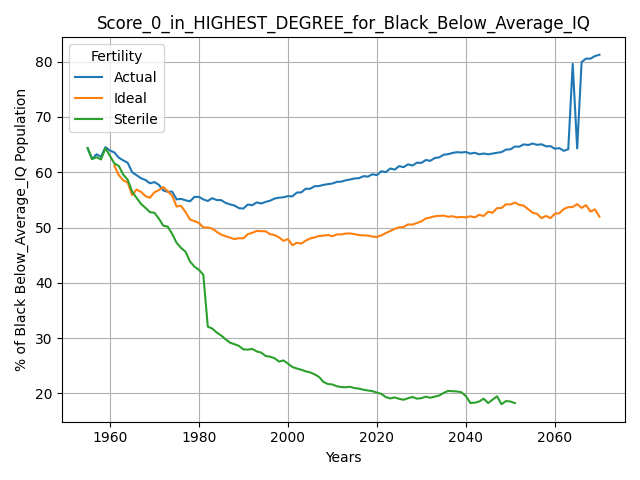 Score_0_in_HIGHEST_DEGREE_for_Black_Below_Average_IQ
Fertility
Actual
Ideal
Sterile
% of Black Below_Average_IQ Population
80
70
60
50
40
30
20
1960 1980 2000 2020 2040 2060
Years